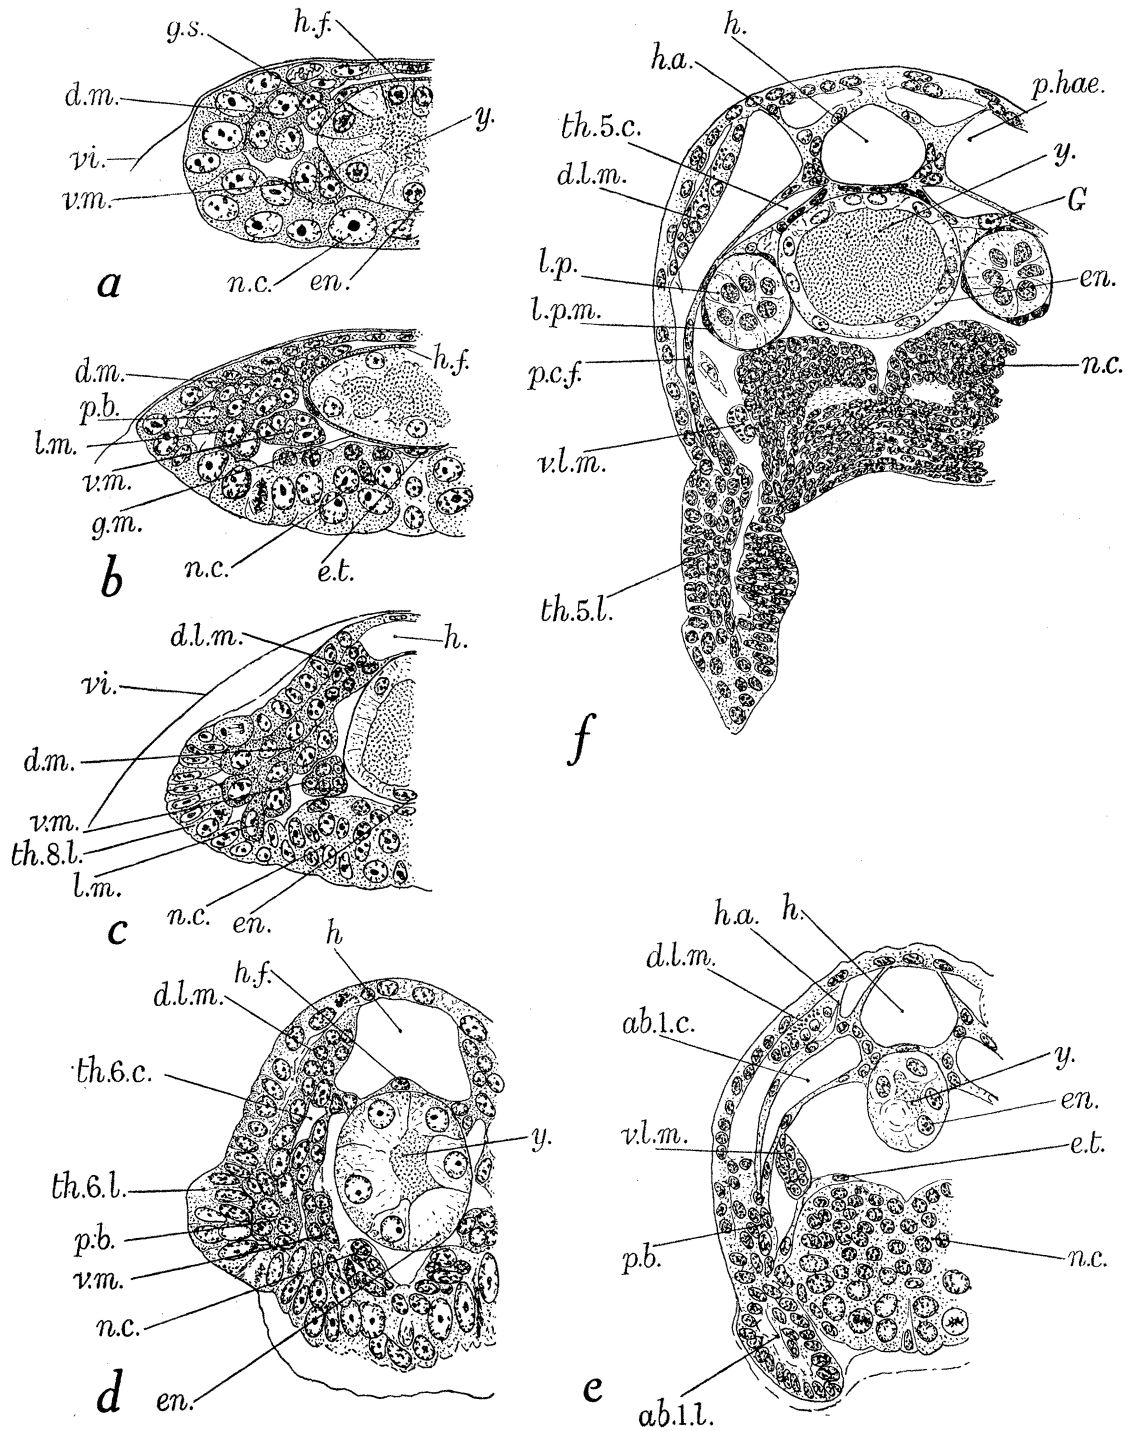 g.s.
h.f.
d.m.
y.
vi.
v.m.
n.c.
en.
a
d.m.
h.f.
p.b.
l.m.
v.m.
g.m.
n.c.
e.t.
b
d.l.m.
h.
vi.
d.m.
v.m.
th.8.l.
l.m.
n.c.
en.
c
h
h.f.
d.l.m.
th.6.c.
y.
th.6.l.
p.b.
v.m.
n.c.
en.
d
h.
h.a.
p.hae.
th.5.c.
y.
d.l.m.
G
l.p.
en.
l.p.m.
p.c.f.
n.c.
v.l.m.
th.5.l.
f
h.a.
h.
d.l.m.
ab.1.c.
y.
en.
v.l.m.
e.t.
p.b.
n.c.
e
ab.1.l.